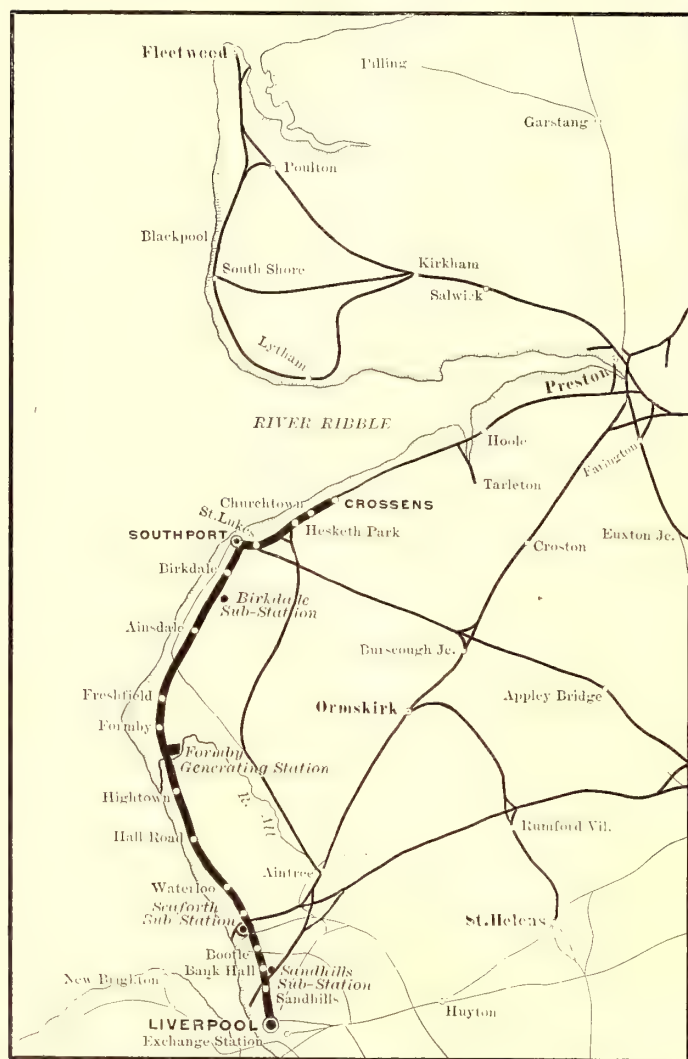 Fleetwood
Pilling
Garstang
Poulton
Blackpool
South Shore
Kirkham
Salwick
Lytham
Preston
RIVER RIBBLE
Hoole
Farington
Tarleton
Churchtown
CROSSENS
St. Lukes
Hesketh Park
SOUTHPORT
Croston
Euxton Jc.
Birkdale
Birkdale
Sub-Station
Ainsdale
Burscough Jc.
Appley Bridge
Freshfield
Ormskirk
Formby
Formby
Generating Station
Hightown
R. Alt
Hall Road
Rumford Vil.
Aintree
Waterloo
Seaforth
Sub Station
St. Helens
Bootle
Bank Hall
Sandhills
Sub-Station
New Brighton
Sandhills
Huyton
LIVERPOOL
Exchange Station